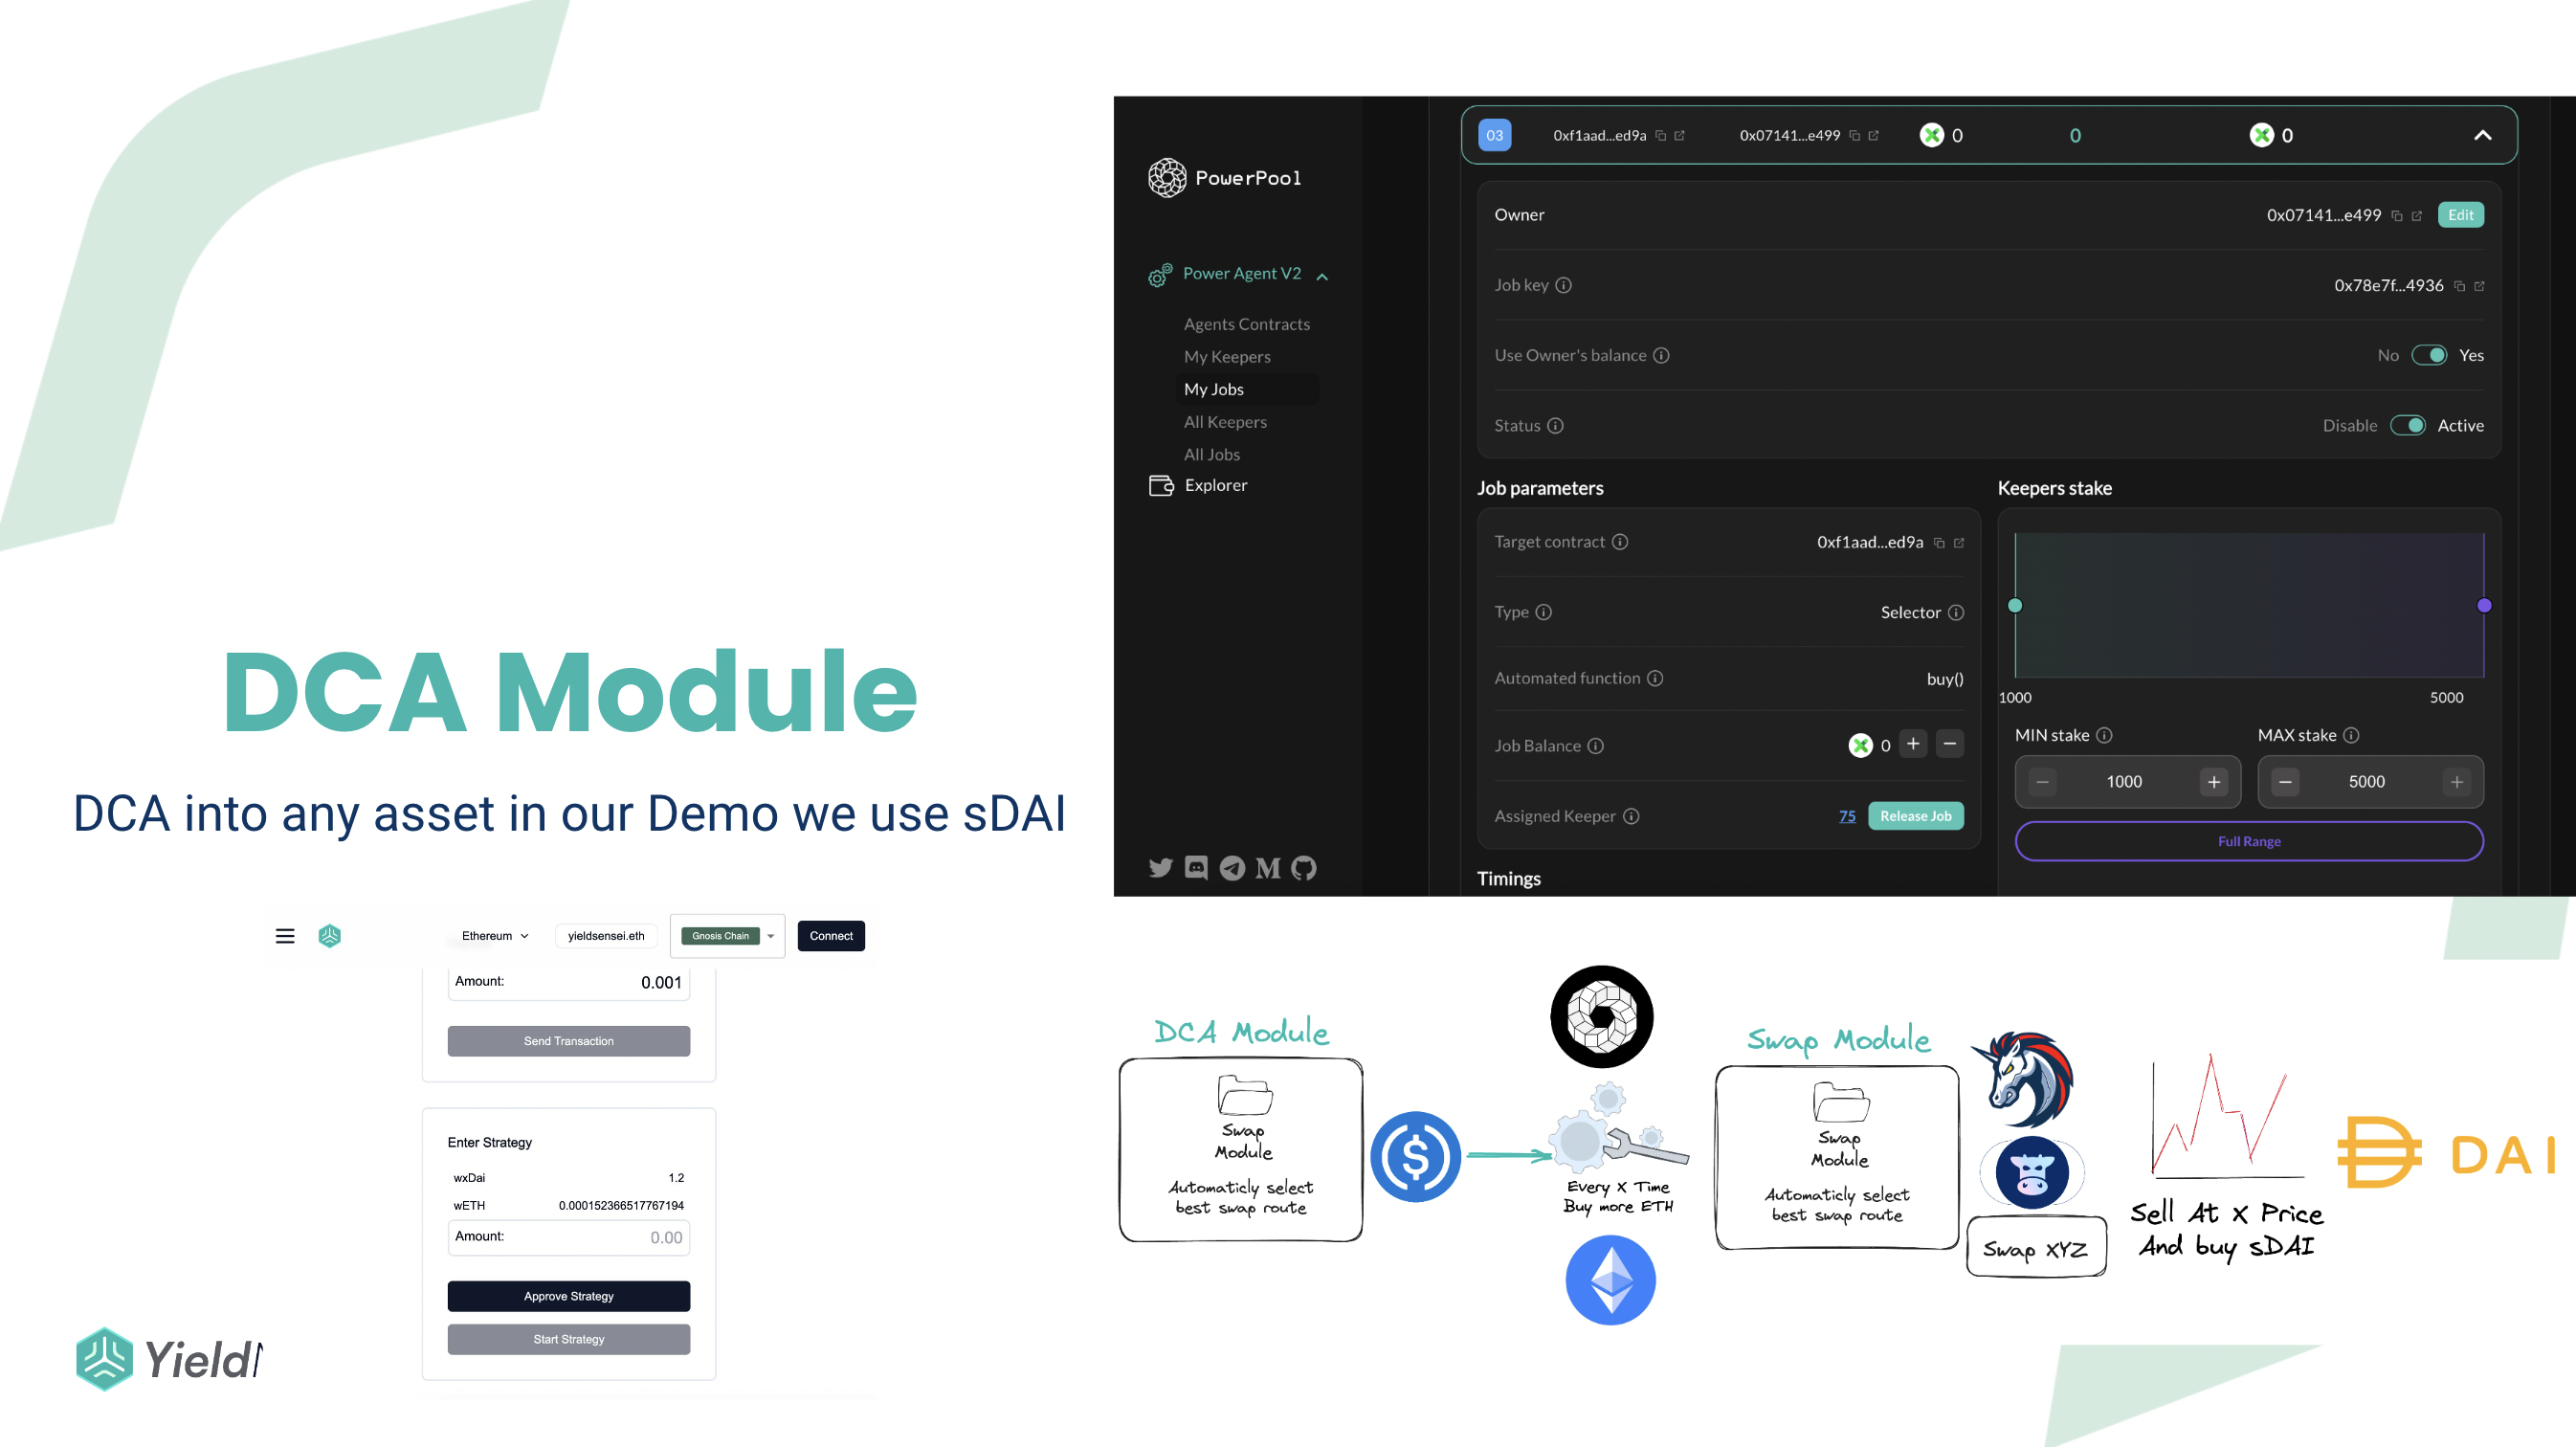 DCA Module
DCA into any asset in our Demo we use sDAI
PowerPool
Power Agent V2
Agents Contracts
My Keepers
My Jobs
All Keepers
All Jobs
Explorer
03 0xf1aad...ed9a 0x07141...e499 0 0 0
Owner 0x07141...e499 Edit
Job key 0x78e7f...4936
Use Owner's balance No Yes
Status Disable Active
Job parameters
Target contract 0xf1aad...ed9a
Type Selector
Automated function buy()
Job Balance 0 + −
Assigned Keeper 75 Release Job
Timings
Keepers stake
1000 5000
MIN stake MAX stake
− 1000 + − 5000 +
Full Range
Ethereum yieldsensei.eth Gnosis Chain Connect
Amount: 0.001
Send Transaction
Enter Strategy
wxDai 1.2
wETH 0.000152366517767194
Amount: 0.00
Approve Strategy
Start Strategy
Yield
DCA Module
Swap
Module
Automaticly select
best swap route
Every X Time
Buy more ETH
Swap Module
Swap
Module
Automaticly select
best swap route
Swap XYZ
Sell At X Price
And buy sDAI
DAI